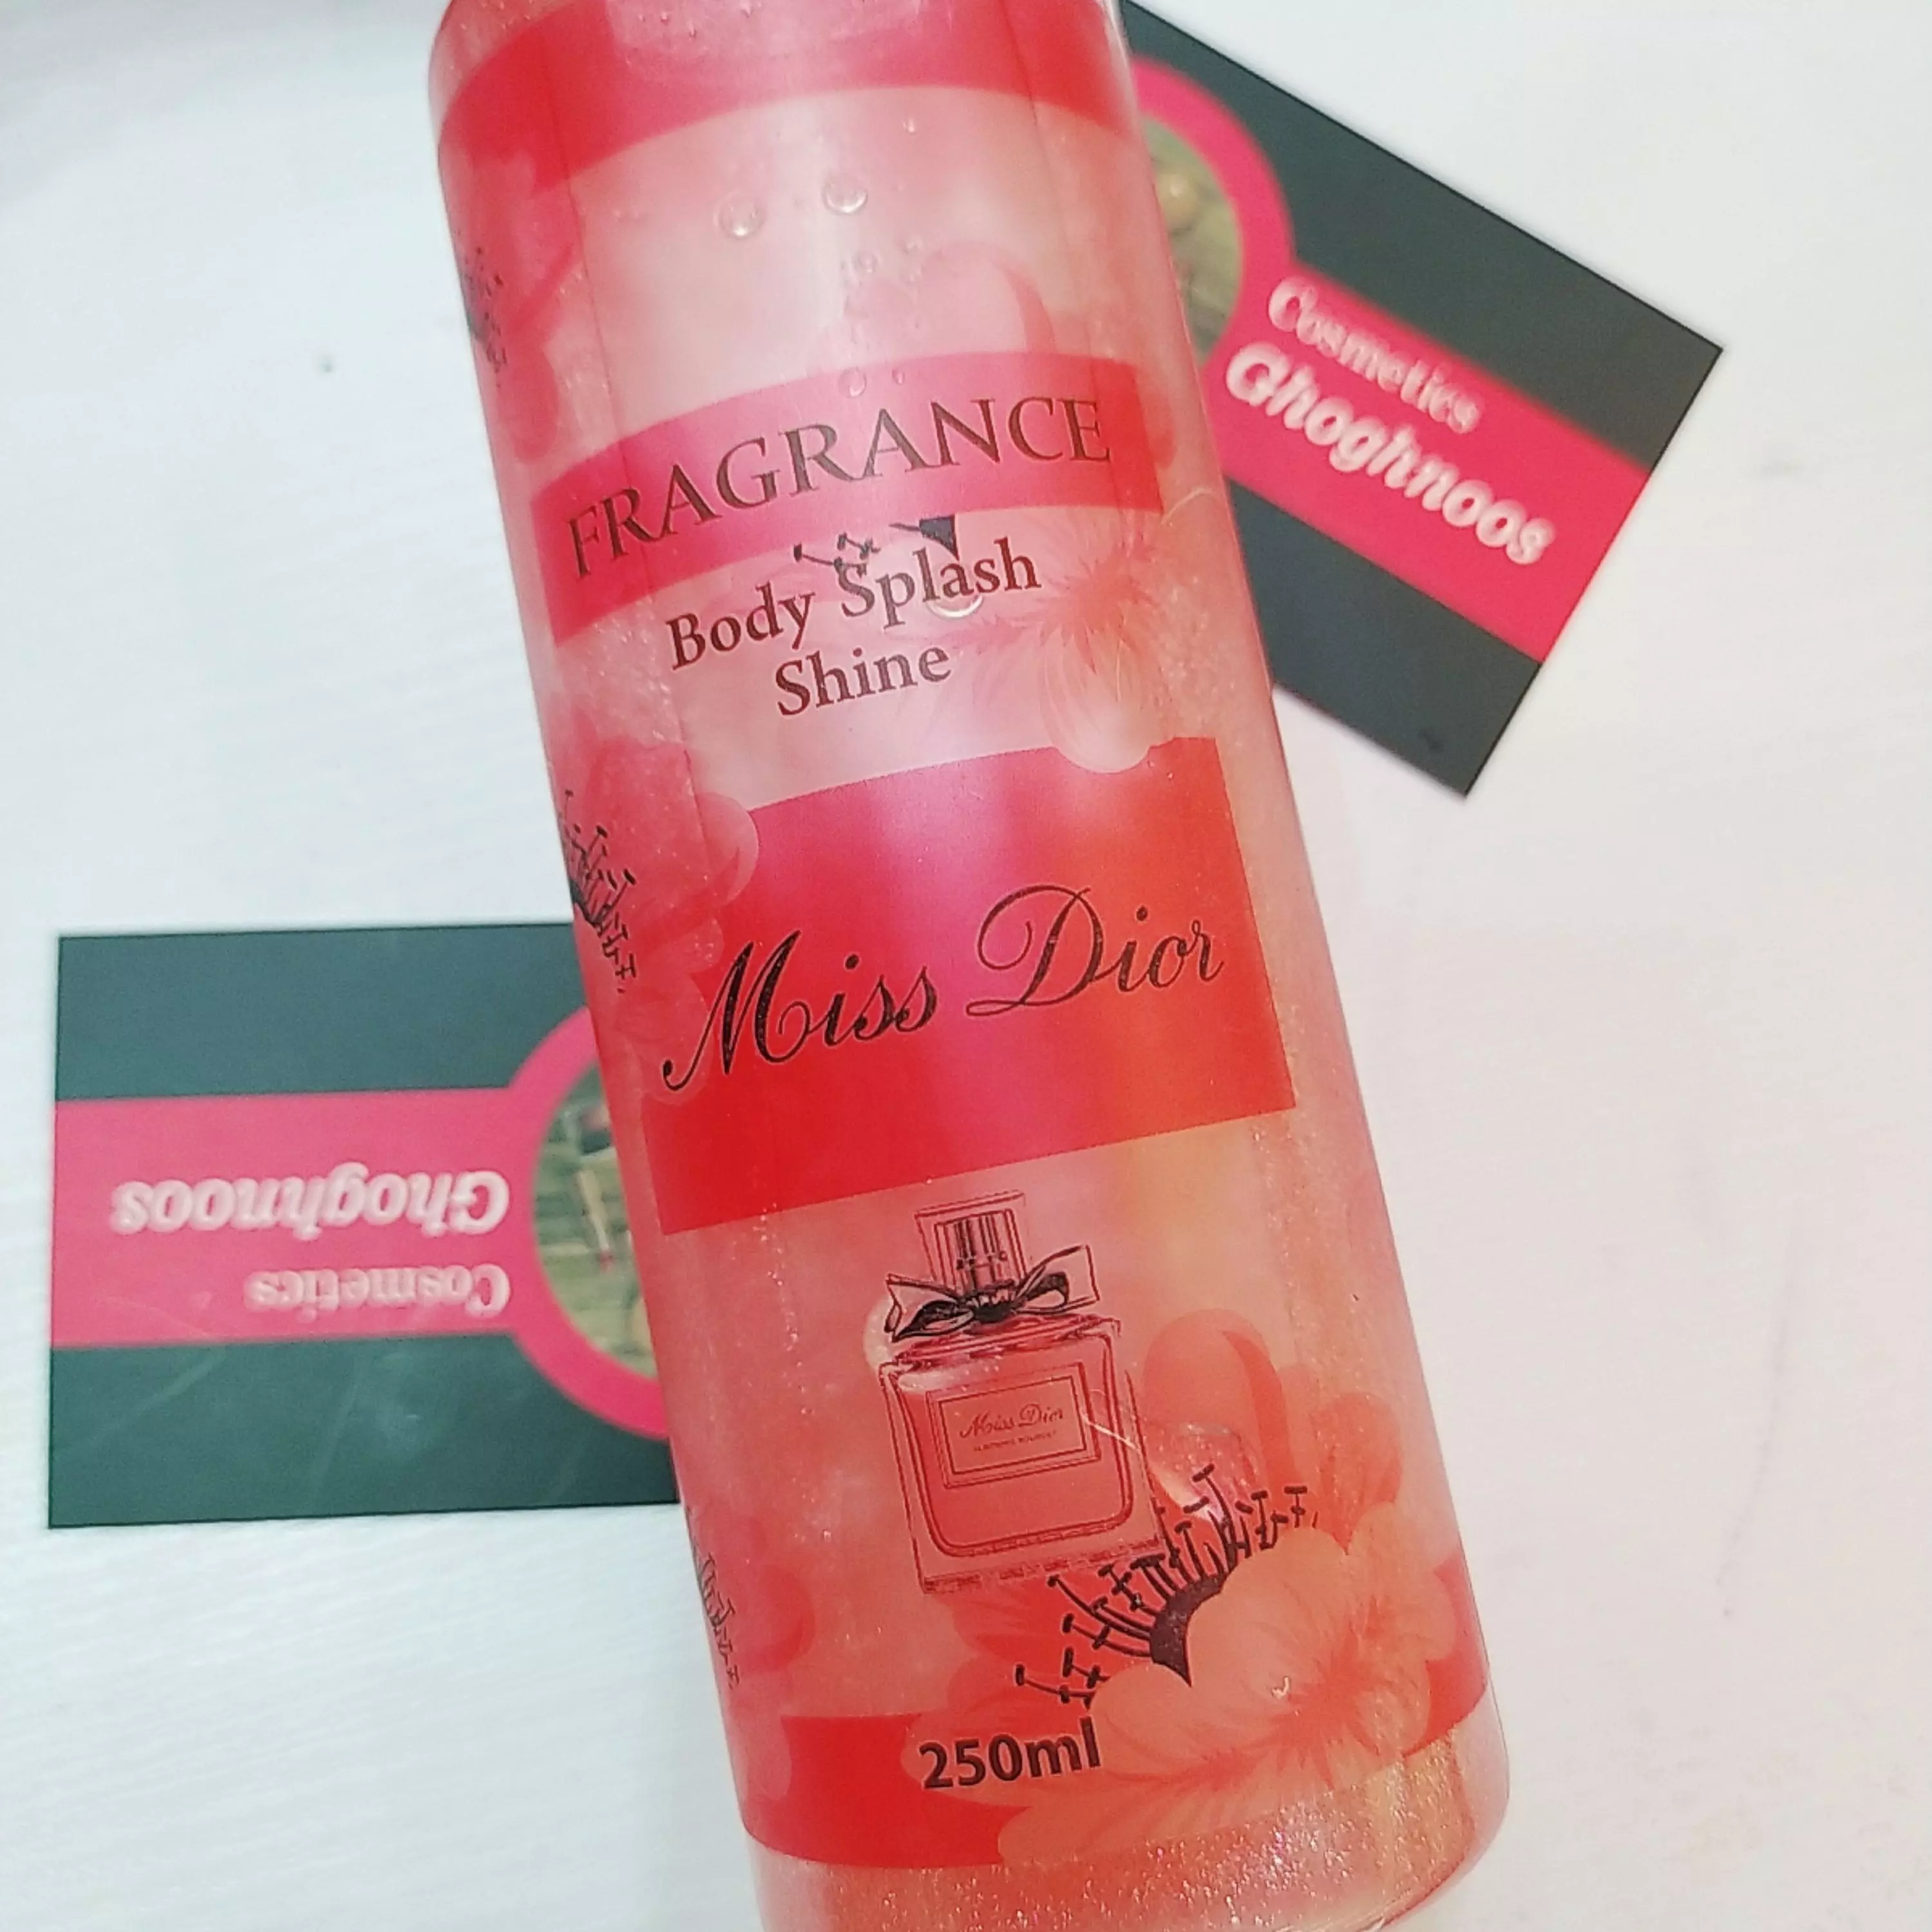 FRAGRANCE
Body Splash
Shine
Miss Dior
Miss Dior
250ml
Cosmetics
Ghoghnoos
Cosmetics
Ghoghnoos